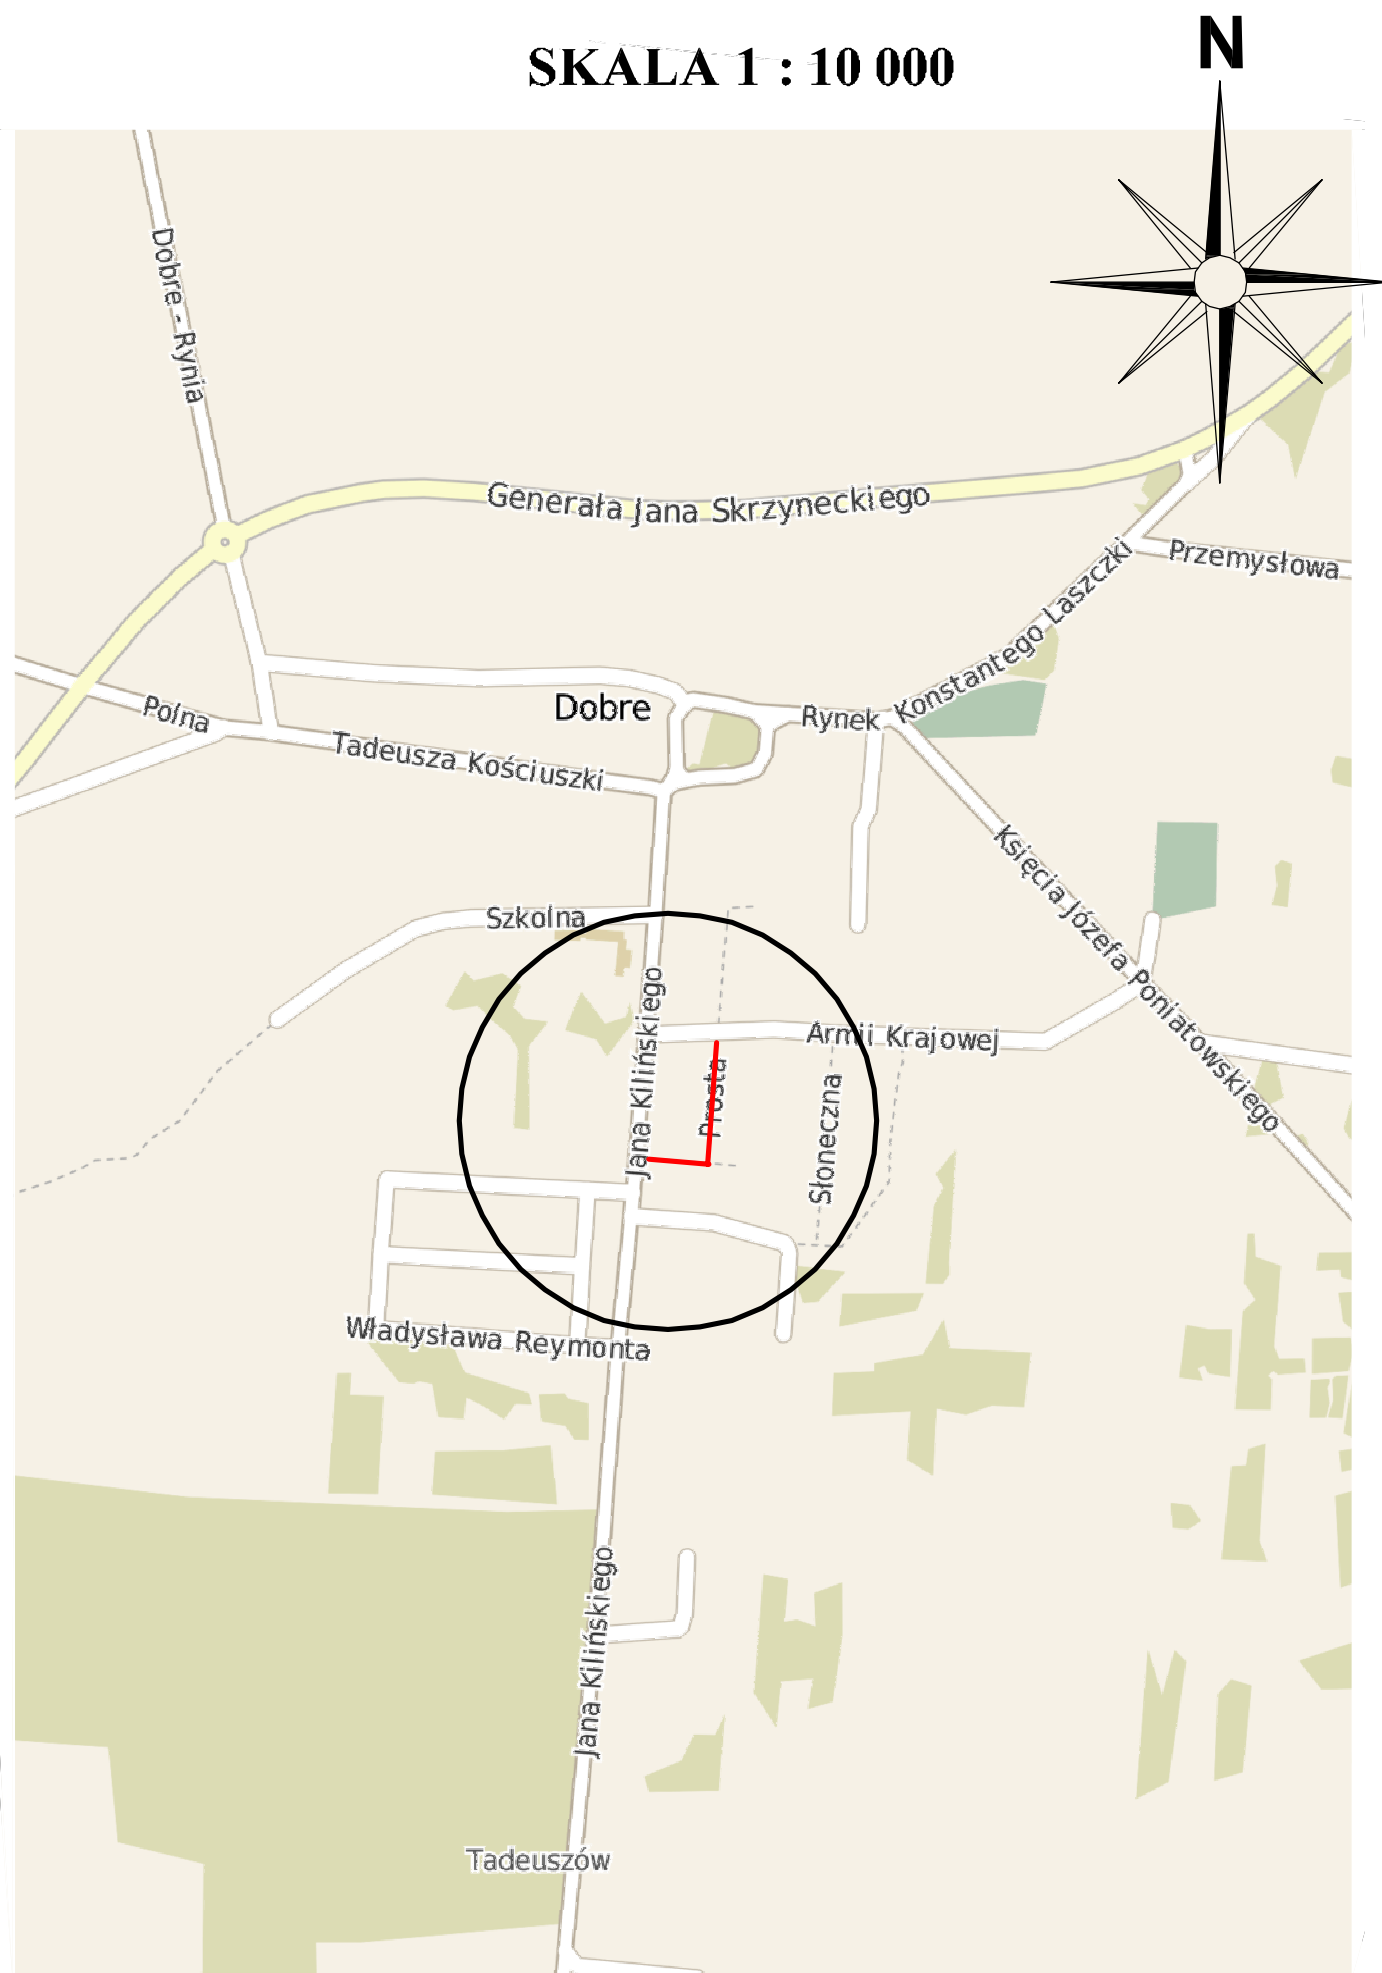 SKALA 1 : 10 000
N
Dobre - Rynia
Generała Jana Skrzyneckiego
Przemysłowa
Konstantego Laszczki
Polna
Dobre
Rynek
Tadeusza Kościuszki
Księcia Józefa Poniatowskiego
Szkolna
Jana Kilińskiego
Armii Krajowej
Prosta
Słoneczna
Władysława Reymonta
Jana Kilińskiego
Tadeuszów